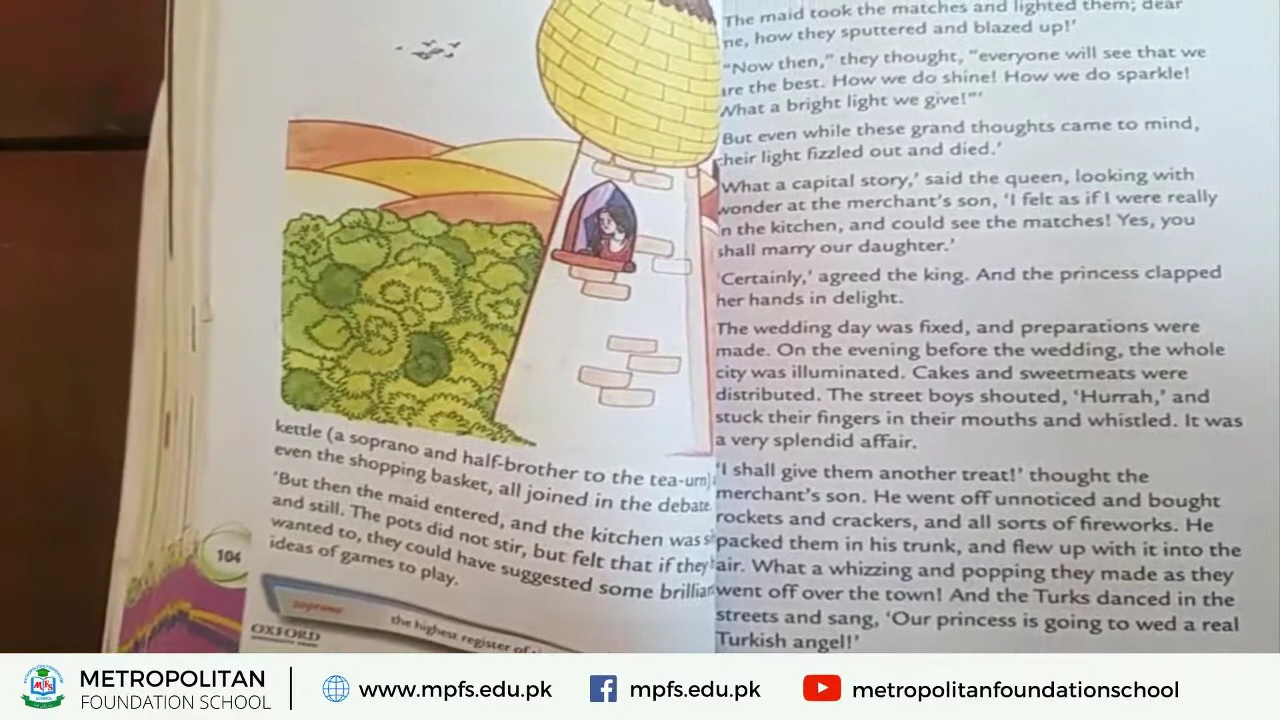 kettle (a soprano and half-brother to the tea-urn)
even the shopping basket, all joined in the debate.
'But then the maid entered, and the kitchen was
and still. The pots did not stir, but felt that if they
wanted to, they could have suggested some
ideas of games to play.
104
soprano
the highest register of
OXFORD
The maid took the matches and lighted them; dear
me, how they sputtered and blazed up!'
"Now then," they thought, "everyone will see that we
are the best. How we do shine! How we do sparkle!
What a bright light we give!"'
But even while these grand thoughts came to mind,
their light fizzled out and died.'
'What a capital story,' said the queen, looking with
wonder at the merchant's son, 'I felt as if I were really
in the kitchen, and could see the matches! Yes, you
shall marry our daughter.'
'Certainly,' agreed the king. And the princess clapped
her hands in delight.
The wedding day was fixed, and preparations were
made. On the evening before the wedding, the whole
city was illuminated. Cakes and sweetmeats were
distributed. The street boys shouted, 'Hurrah,' and
stuck their fingers in their mouths and whistled. It was
a very splendid affair.
'I shall give them another treat!' thought the
merchant's son. He went off unnoticed and bought
rockets and crackers, and all sorts of fireworks. He
packed them in his trunk, and flew up with it into the
air. What a whizzing and popping they made as they
went off over the town! And the Turks danced in the
streets and sang, 'Our princess is going to wed a real
Turkish angel!'
METROPOLITAN
FOUNDATION SCHOOL
www.mpfs.edu.pk
mpfs.edu.pk
metropolitanfoundationschool